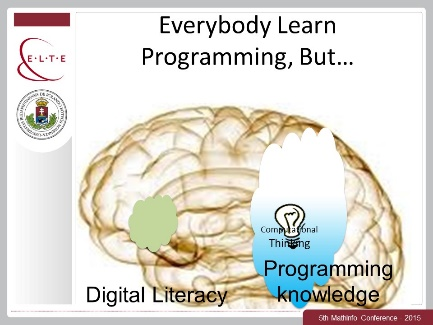 Everybody Learn
Programming, But...
E · L · T · E
Computational
Thinking
Programming
knowledge
Digital Literacy
5th MathInfo Conference - 2015